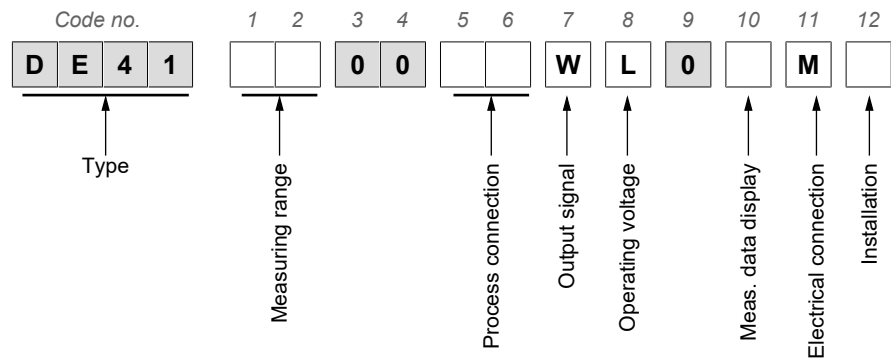 Code no. 1 2 3 4 5 6 7 8 9 10 11 12
D E 4 1 0 0 W L 0 M
Type
Measuring range
Process connection
Output signal
Operating voltage
Meas. data display
Electrical connection
Installation